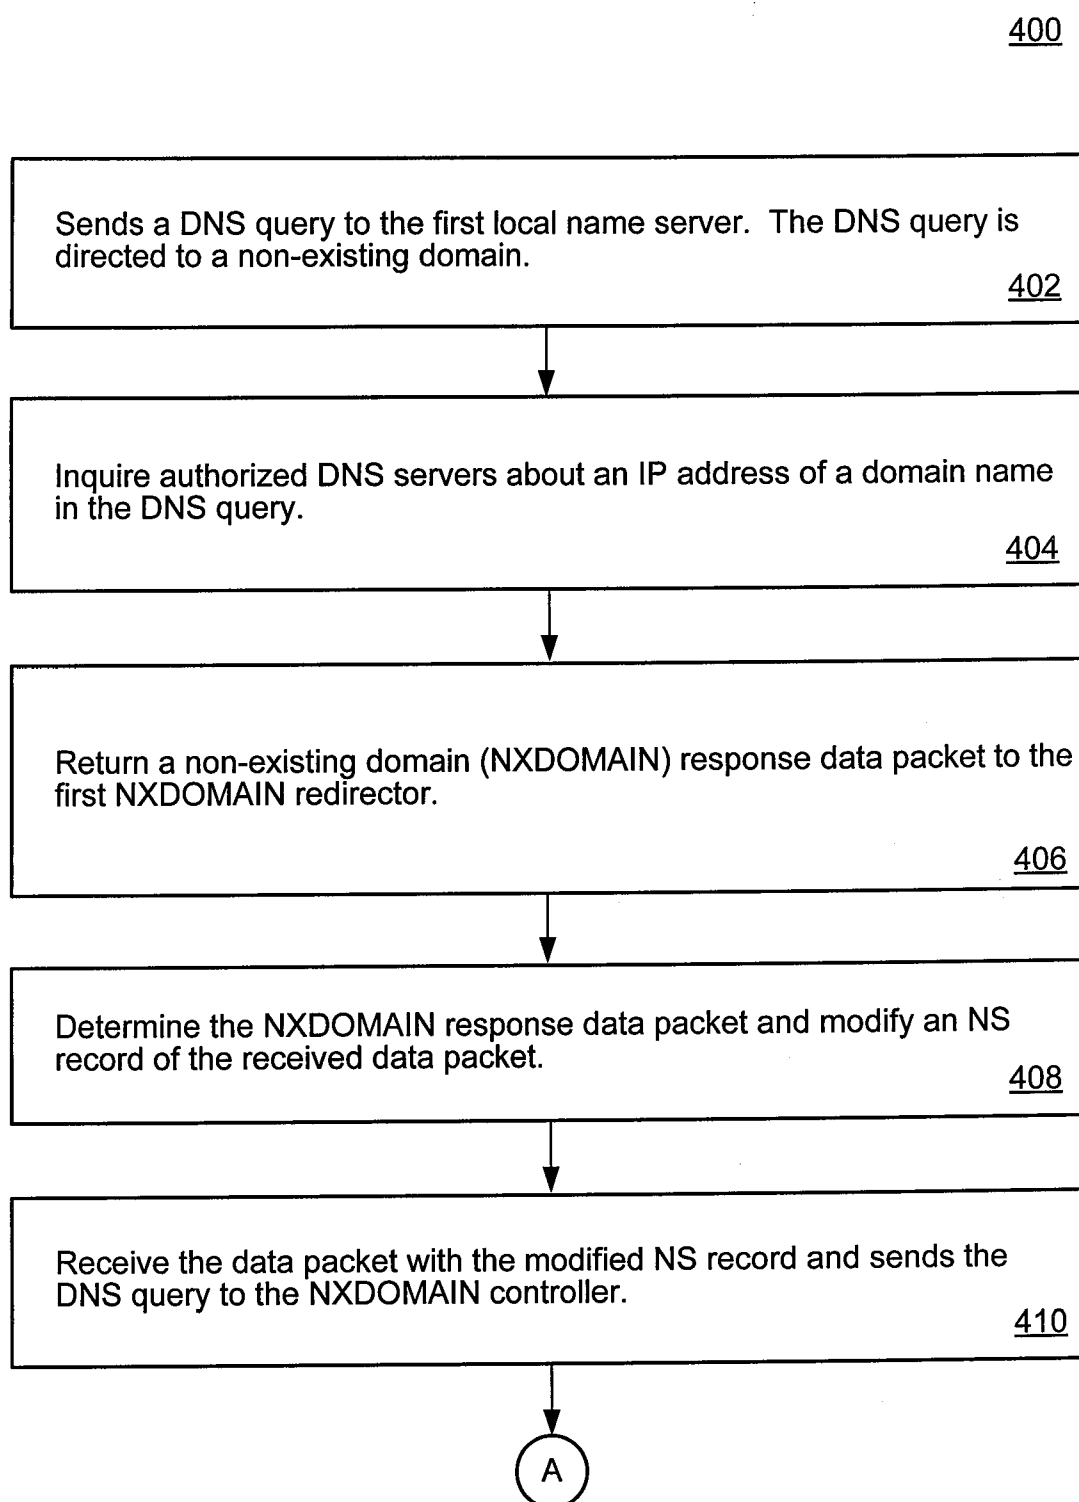 400
Sends a DNS query to the first local name server. The DNS query is
directed to a non-existing domain.
402
Inquire authorized DNS servers about an IP address of a domain name
in the DNS query.
404
Return a non-existing domain (NXDOMAIN) response data packet to the
first NXDOMAIN redirector.
406
Determine the NXDOMAIN response data packet and modify an NS
record of the received data packet.
408
Receive the data packet with the modified NS record and sends the
DNS query to the NXDOMAIN controller.
410
A